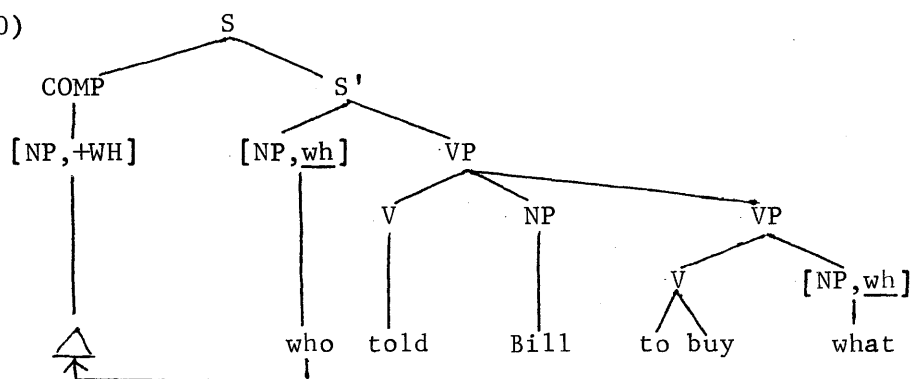 0)
S
COMP S'
[NP,+WH] [NP,wh] VP
V NP VP
V [NP,wh]
who told Bill to buy what